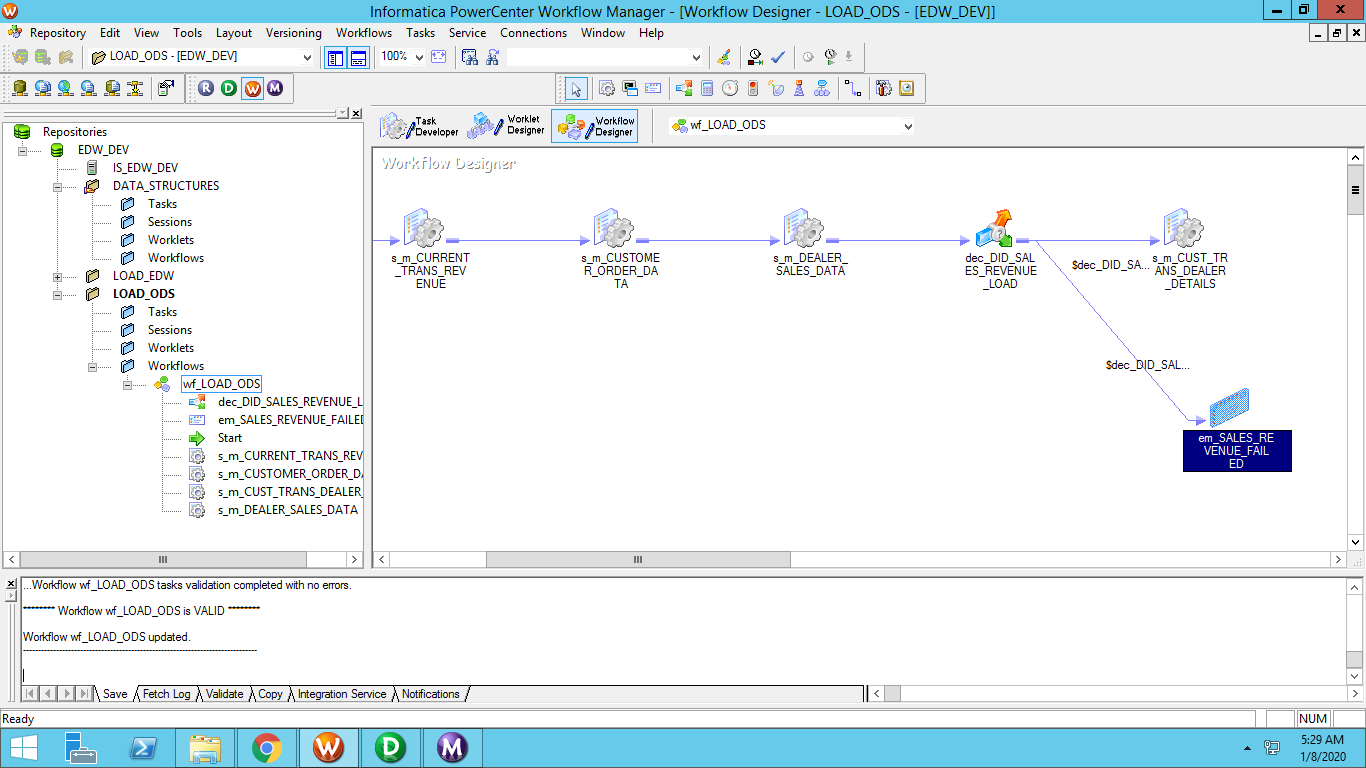 Informatica PowerCenter Workflow Manager - [Workflow Designer - LOAD_ODS - [EDW_DEV]]
Repository Edit View Tools Layout Versioning Workflows Tasks Service Connections Window Help
LOAD_ODS - [EDW_DEV] 100%
R D W M
Task
Developer
Worklet
Designer
Workflow
Designer
wf_LOAD_ODS
Repositories
EDW_DEV
IS_EDW_DEV
DATA_STRUCTURES
Tasks
Sessions
Worklets
Workflows
LOAD_EDW
LOAD_ODS
Tasks
Sessions
Worklets
Workflows
wf_LOAD_ODS
dec_DID_SALES_REVENUE_L
em_SALES_REVENUE_FAILED
Start
s_m_CURRENT_TRANS_REV
s_m_CUSTOMER_ORDER_DA
s_m_CUST_TRANS_DEALER_
s_m_DEALER_SALES_DATA
Workflow Designer
s_m_CURRENT
_TRANS_REV
ENUE
s_m_CUSTOME
R_ORDER_DA
TA
s_m_DEALER_
SALES_DATA
dec_DID_SAL
ES_REVENUE
_LOAD
$dec_DID_SA...
s_m_CUST_TR
ANS_DEALER
_DETAILS
$dec_DID_SAL...
em_SALES_RE
VENUE_FAIL
ED
...Workflow wf_LOAD_ODS tasks validation completed with no errors.
******** Workflow wf_LOAD_ODS is VALID ********
Workflow wf_LOAD_ODS updated.
Save Fetch Log Validate Copy Integration Service Notifications
Ready
NUM
W D M
5:29 AM
1/8/2020